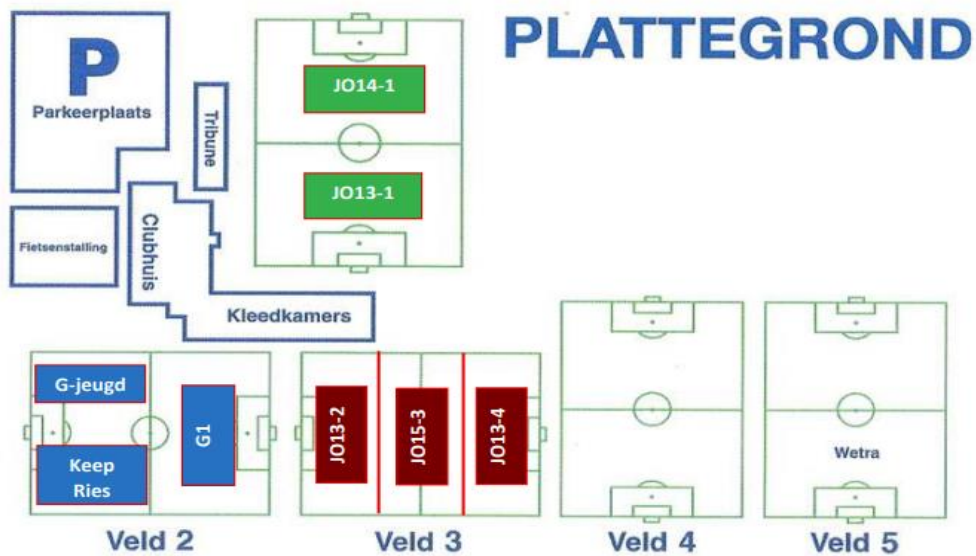 PLATTEGROND
P
Parkeerplaats
Tribune
JO14-1
JO13-1
Fietsenstalling
Clubhuis
Kleedkamers
G-jeugd
Keep
Ries
G1
JO13-2
JO15-3
JO13-4
Wetra
Veld 2
Veld 3
Veld 4
Veld 5